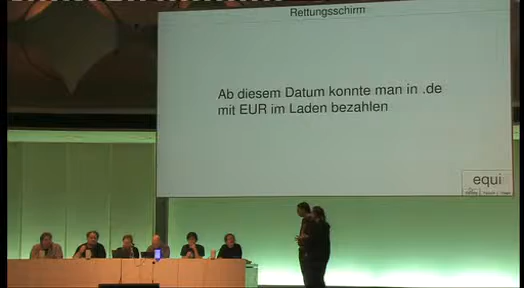 Rettungsschirm
Ab diesem Datum konnte man in .de
mit EUR im Laden bezahlen
equi